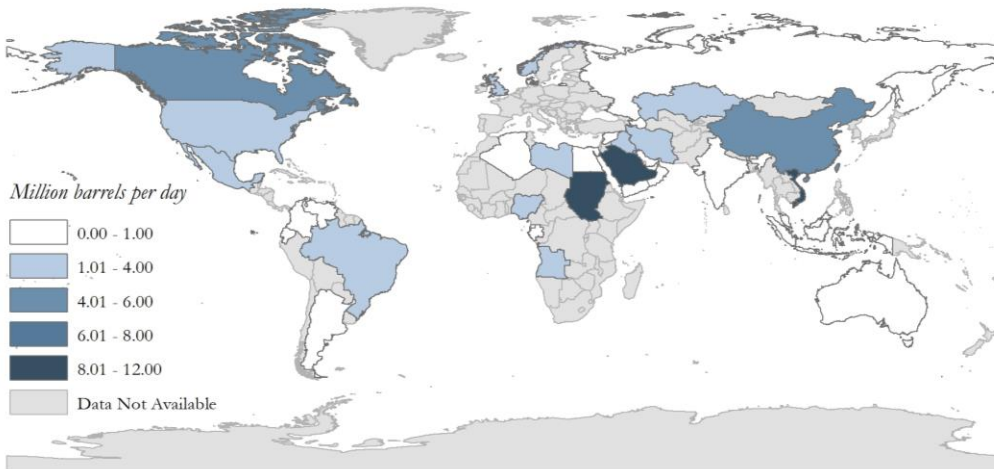 Million barrels per day
0.00 - 1.00
1.01 - 4.00
4.01 - 6.00
6.01 - 8.00
8.01 - 12.00
Data Not Available